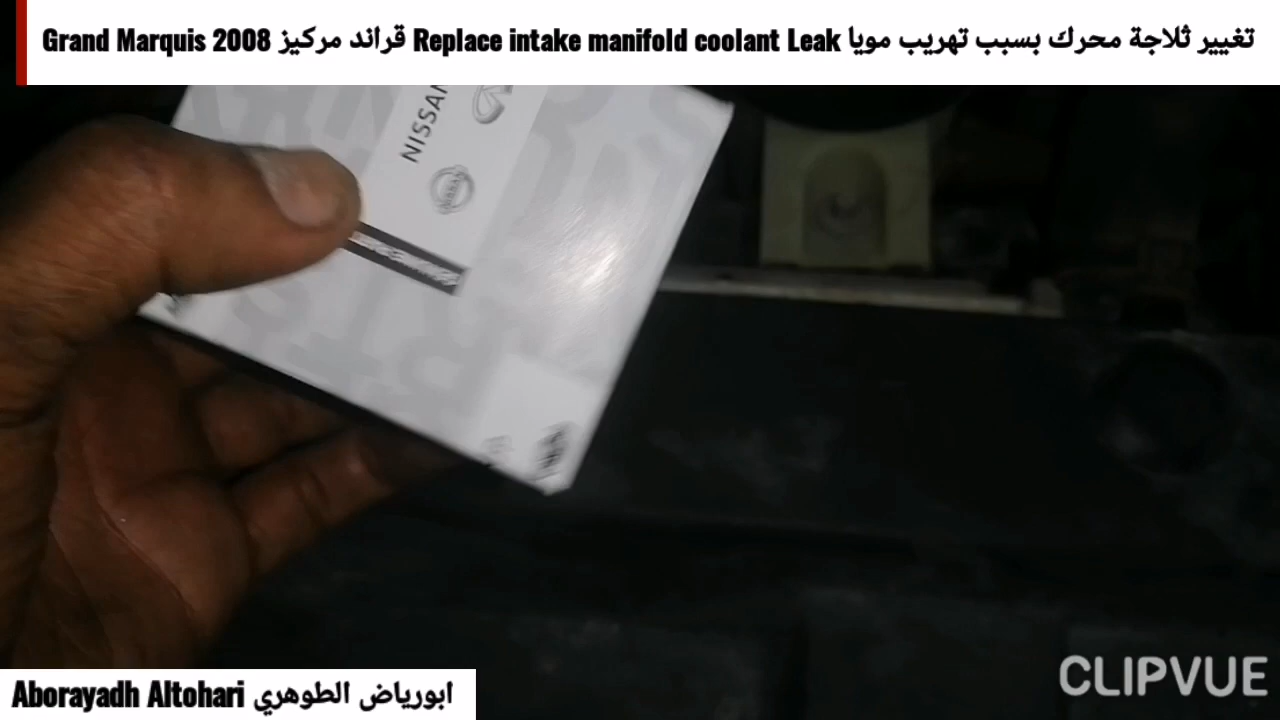 تغيير ثلاجة محرك بسبب تهريب مويا Replace intake manifold coolant Leak قراند مركيز Grand Marquis 2008
NISSAN
NISSAN
Aborayadh Altohari ابورياض الطوهري
CLIPVUE